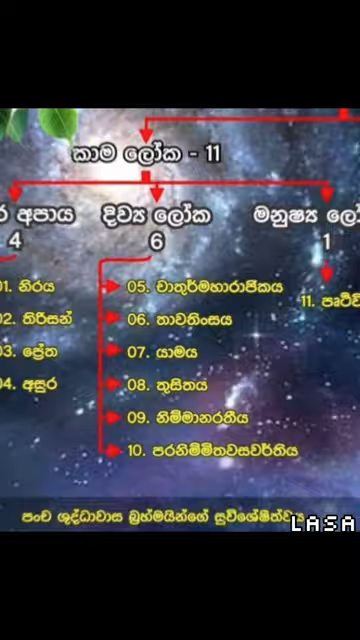 කාම ලෝක - 11
ර අපාය
4
දිව්‍ය ලෝක
6
මනුෂ්‍ය ලෝ
1
01. නිරය
02. තිරිසන්
03. ප්‍රේත
04. අසුර
05. චාතුර්මහාරාජිකය
06. තාවතිංසය
07. යාමය
08. තුසිතය
09. නිම්මානරතිය
10. පරනිම්මිතවසවර්තිය
11. පෘථිවි
පංච ශුද්ධාවාස බ්‍රහ්මයින්ගේ සුවිශේෂීත්වය
LASA